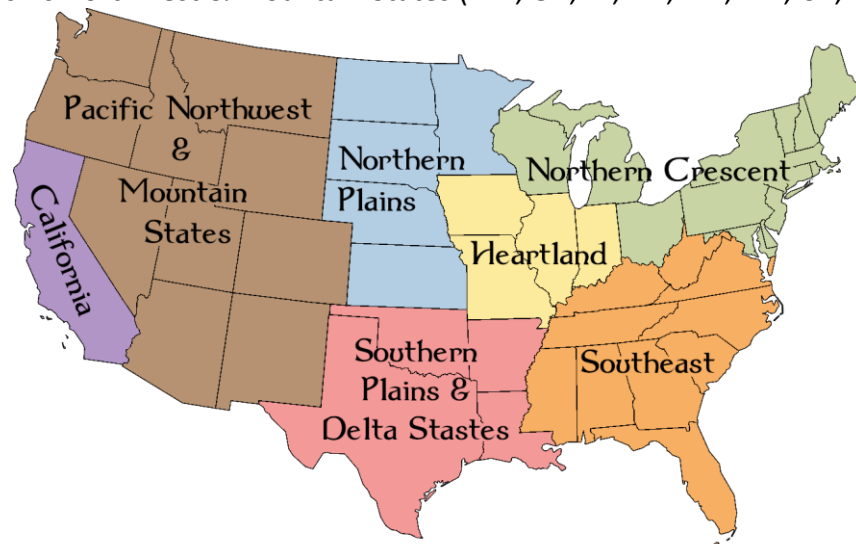 Pacific Northwest
&
Mountain
States
Northern
Plains
Northern Crescent
California
Heartland
Southern
Plains &
Delta Stastes
Southeast